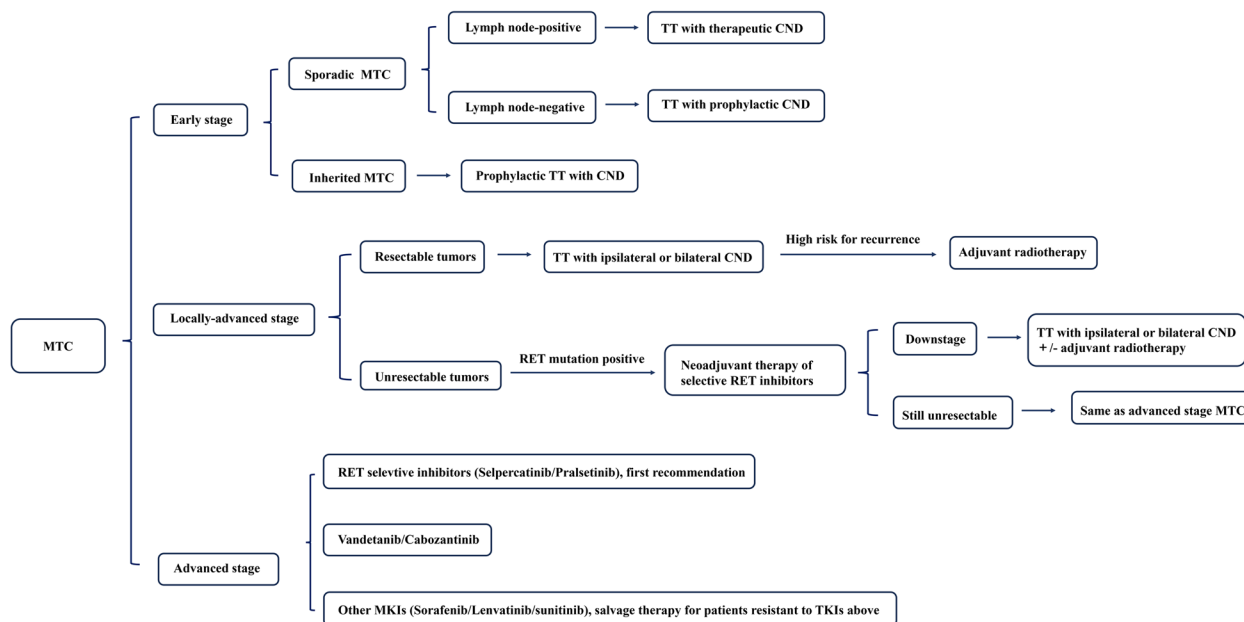 Lymph node-positive
TT with therapeutic CND
Sporadic MTC
Lymph node-negative
TT with prophylactic CND
Early stage
Inherited MTC
Prophylactic TT with CND
High risk for recurrence
Resectable tumors
TT with ipsilateral or bilateral CND
Adjuvant radiotherapy
Locally-advanced stage
MTC
RET mutation positive
Unresectable tumors
Neoadjuvant therapy of
selective RET inhibitors
Downstage
TT with ipsilateral or bilateral CND
+/- adjuvant radiotherapy
Still unresectable
Same as advanced stage MTC
RET selevtive inhibitors (Selpercatinib/Pralsetinib), first recommendation
Vandetanib/Cabozantinib
Advanced stage
Other MKIs (Sorafenib/Lenvatinib/sunitinib), salvage therapy for patients resistant to TKIs above